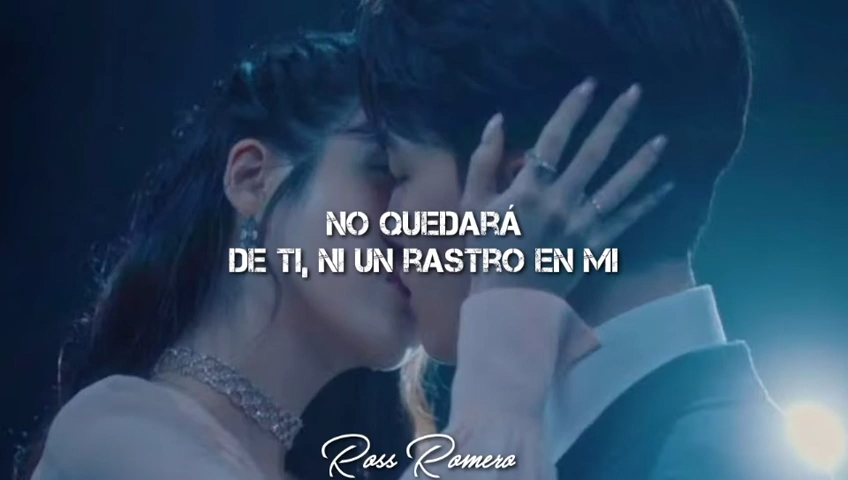 NO QUEDARÁ
DE TI, NI UN RASTRO EN MI
Ross Romero